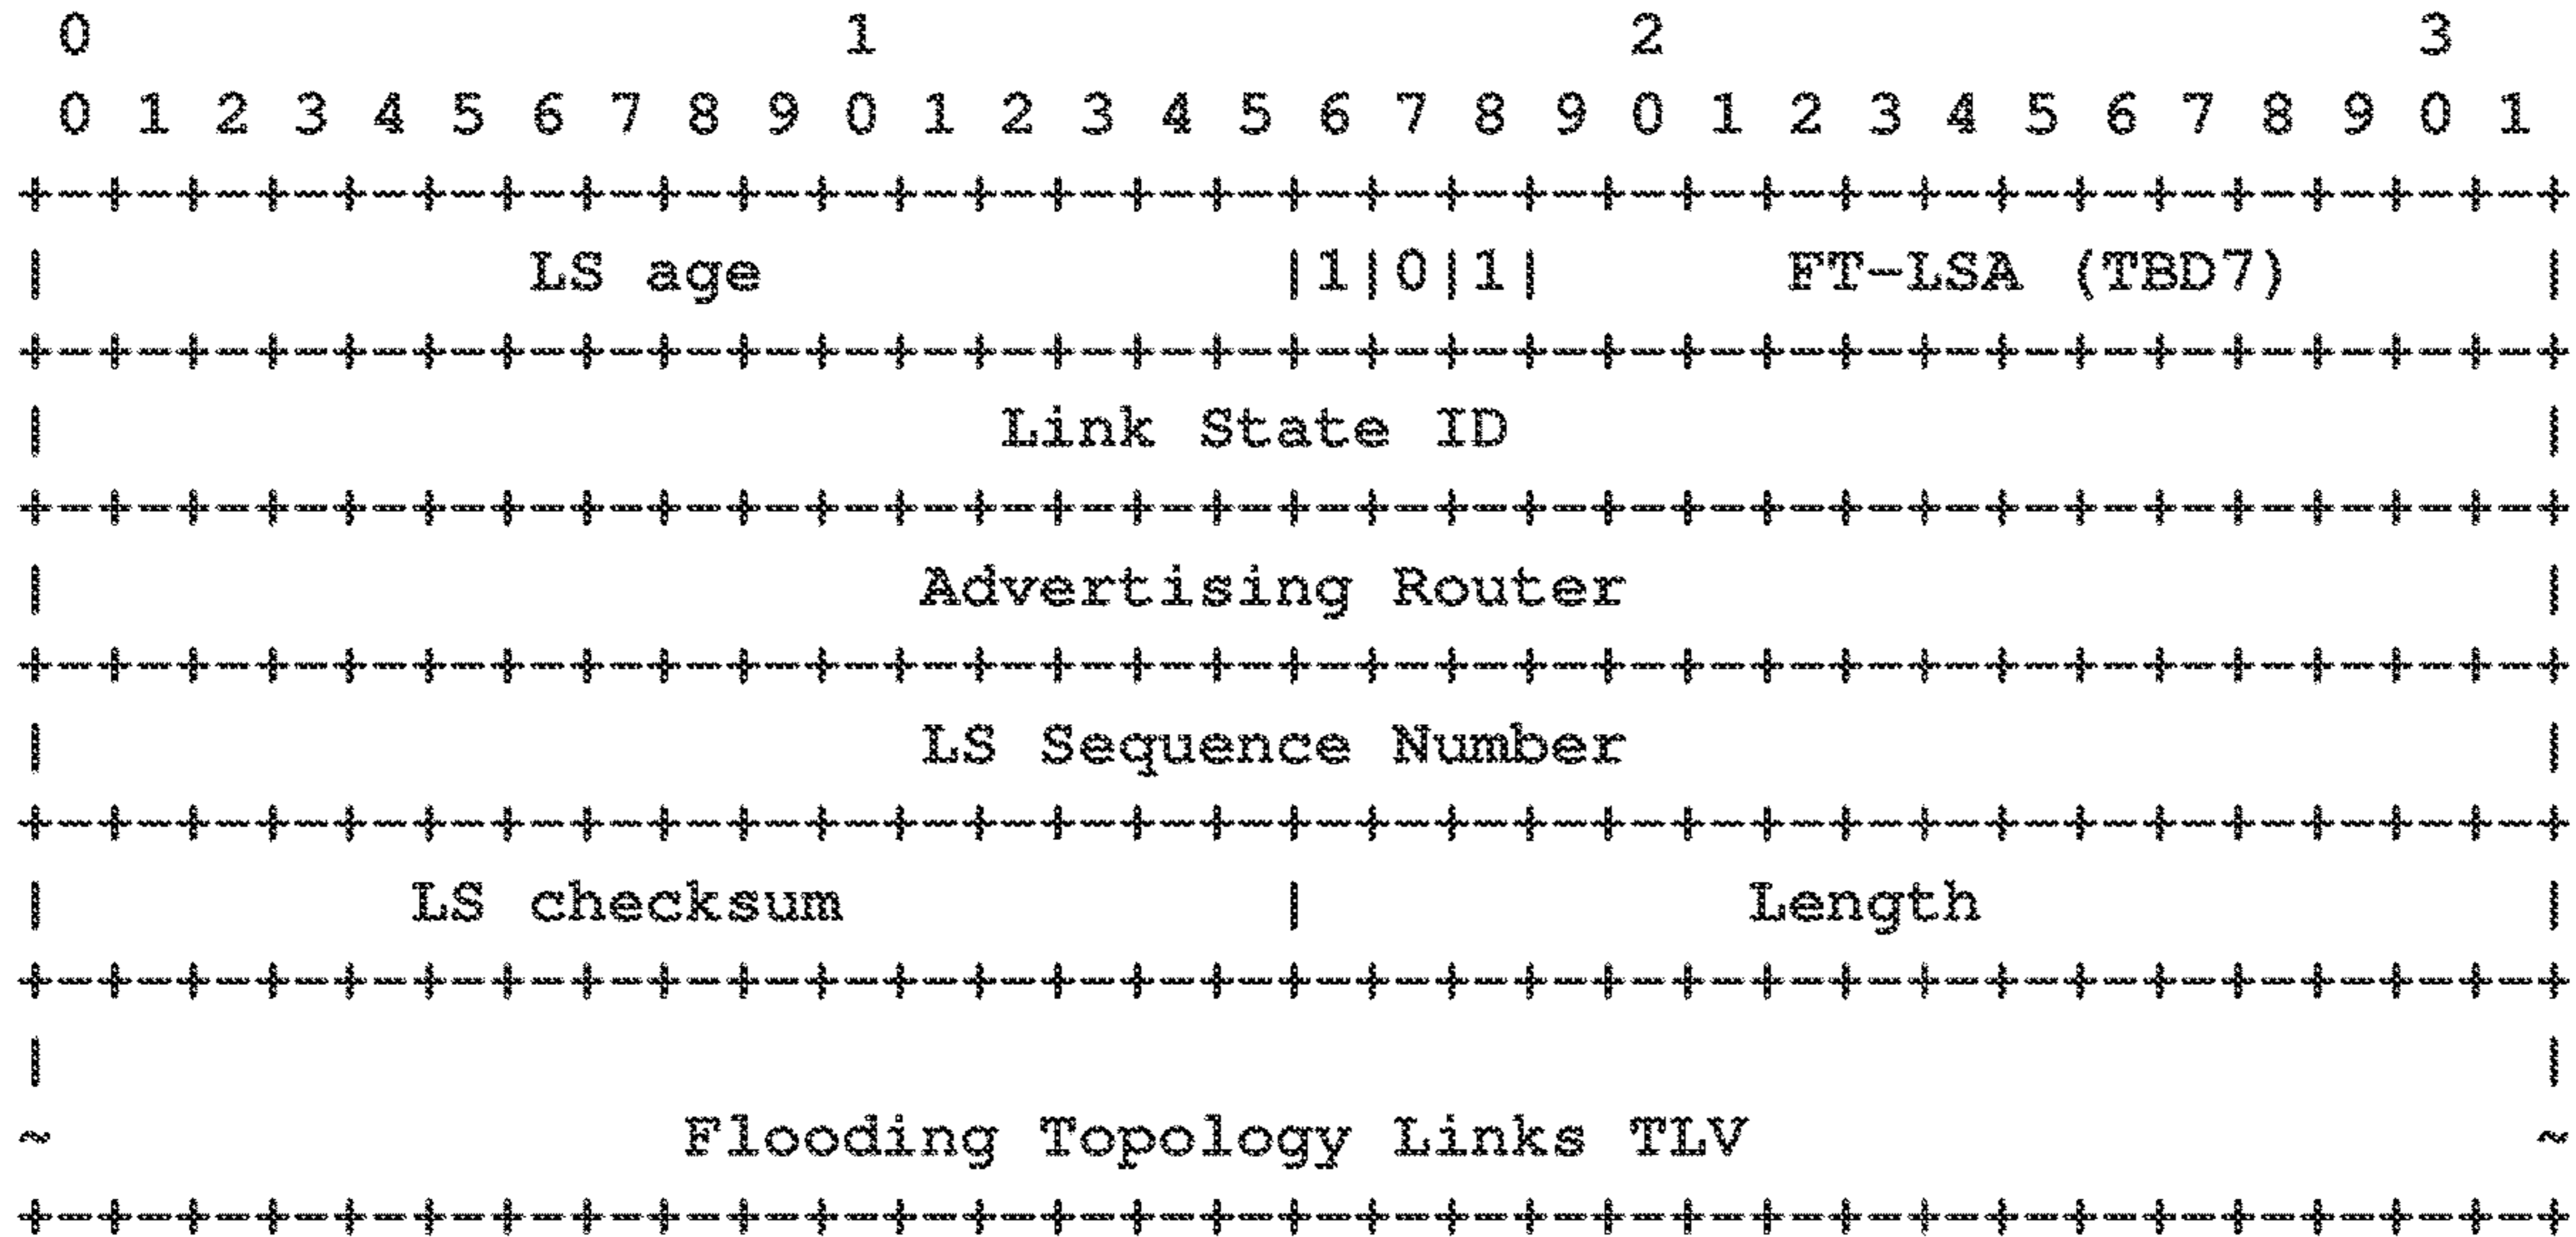 0                   1                   2                   3
 0 1 2 3 4 5 6 7 8 9 0 1 2 3 4 5 6 7 8 9 0 1 2 3 4 5 6 7 8 9 0 1
+-+-+-+-+-+-+-+-+-+-+-+-+-+-+-+-+-+-+-+-+-+-+-+-+-+-+-+-+-+-+-+-+
|            LS age             |1|0|1|      FT-LSA (TBD7)      |
+-+-+-+-+-+-+-+-+-+-+-+-+-+-+-+-+-+-+-+-+-+-+-+-+-+-+-+-+-+-+-+-+
|                        Link State ID                          |
+-+-+-+-+-+-+-+-+-+-+-+-+-+-+-+-+-+-+-+-+-+-+-+-+-+-+-+-+-+-+-+-+
|                      Advertising Router                       |
+-+-+-+-+-+-+-+-+-+-+-+-+-+-+-+-+-+-+-+-+-+-+-+-+-+-+-+-+-+-+-+-+
|                      LS Sequence Number                       |
+-+-+-+-+-+-+-+-+-+-+-+-+-+-+-+-+-+-+-+-+-+-+-+-+-+-+-+-+-+-+-+-+
|         LS checksum           |           Length              |
+-+-+-+-+-+-+-+-+-+-+-+-+-+-+-+-+-+-+-+-+-+-+-+-+-+-+-+-+-+-+-+-+
|                                                               |
~                Flooding Topology Links TLV                    ~
+-+-+-+-+-+-+-+-+-+-+-+-+-+-+-+-+-+-+-+-+-+-+-+-+-+-+-+-+-+-+-+-+